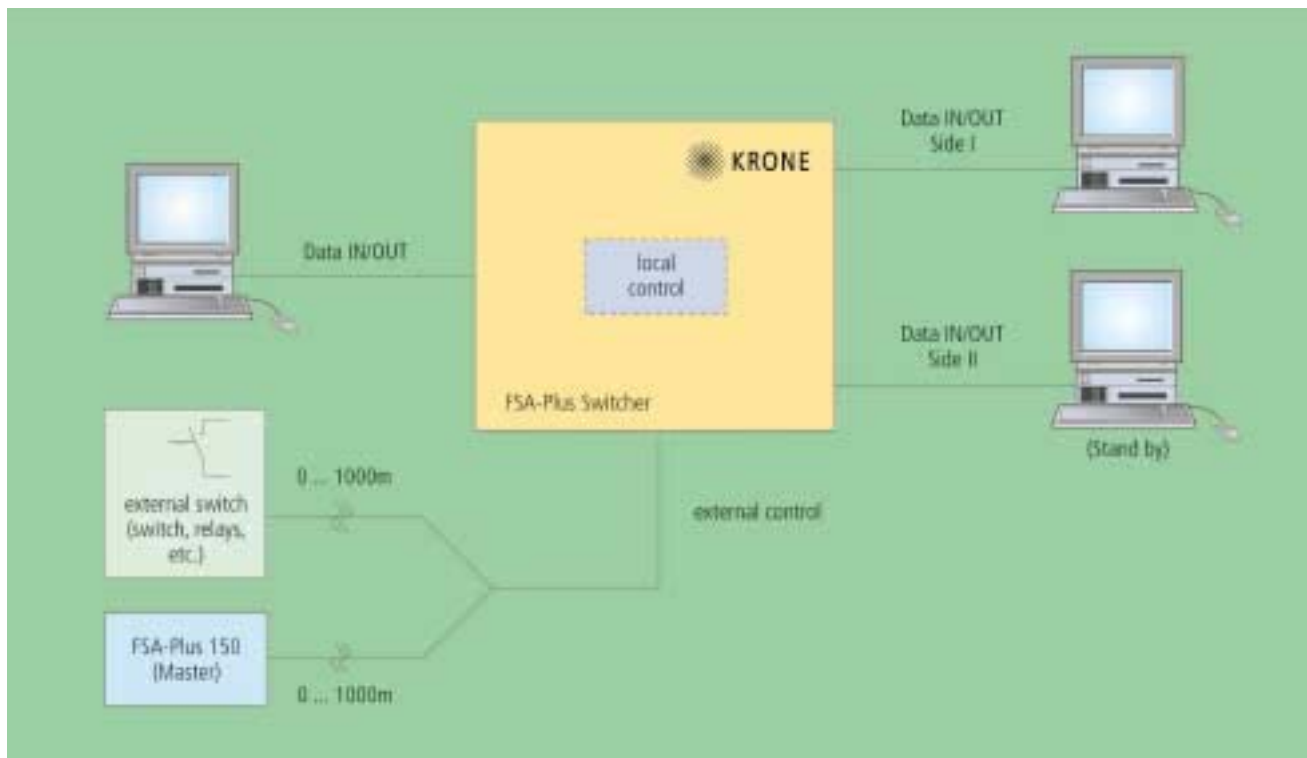 Data IN/OUT
Side I
KRONE
Data IN/OUT
local
control
Data IN/OUT
Side II
FSA-Plus Switcher
(Stand by)
0 ... 1000m
external switch
(switch, relays,
etc.)
external control
FSA-Plus 150
(Master)
0 ... 1000m